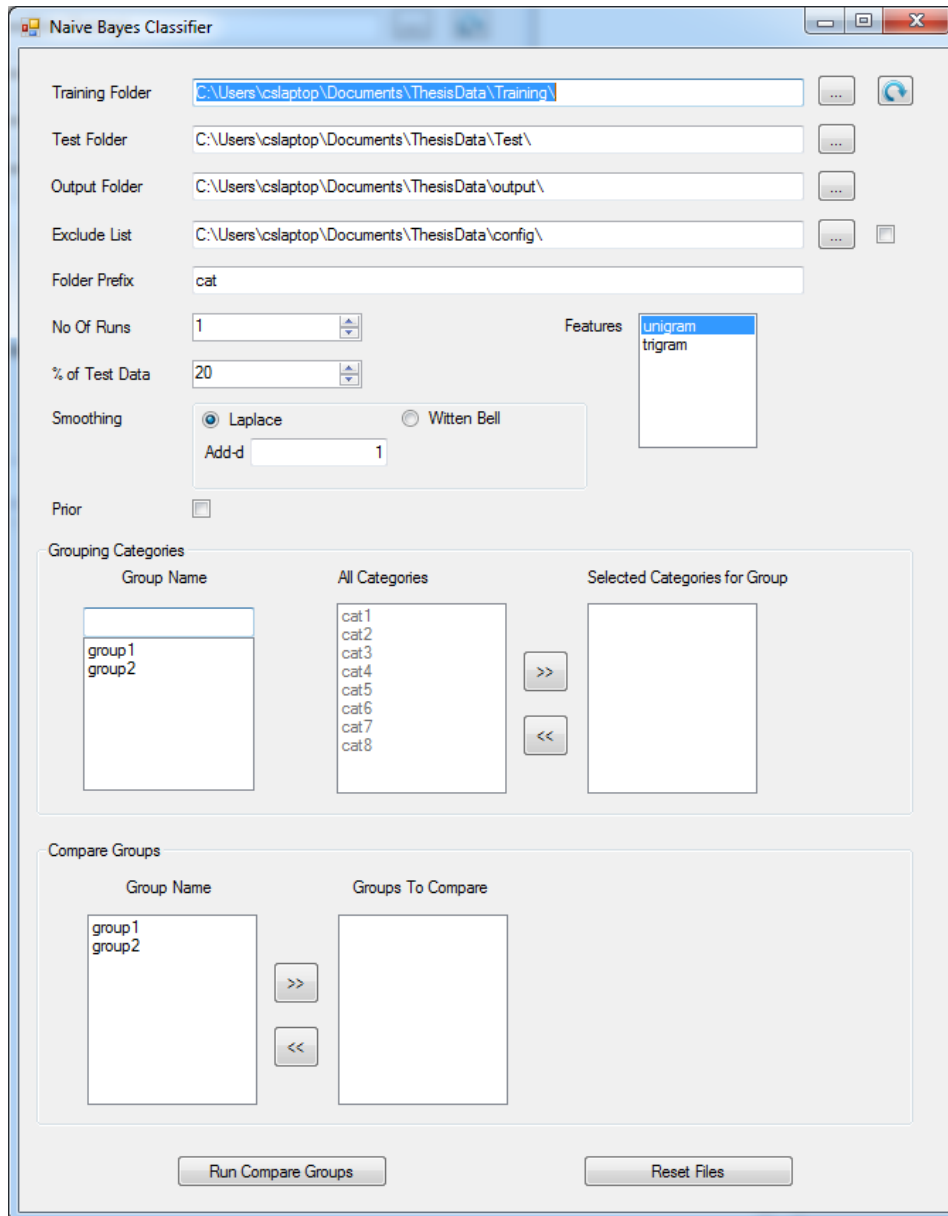 Naive Bayes Classifier
Training Folder C:\Users\cslaptop\Documents\ThesisData\Training\ ...
Test Folder C:\Users\cslaptop\Documents\ThesisData\Test\ ...
Output Folder C:\Users\cslaptop\Documents\ThesisData\output\ ...
Exclude List C:\Users\cslaptop\Documents\ThesisData\config\ ...
Folder Prefix cat
No Of Runs 1
Features unigram
trigram
% of Test Data 20
Smoothing Laplace Witten Bell
Add-d 1
Prior
Grouping Categories
Group Name All Categories Selected Categories for Group
group1
group2
cat1
cat2
cat3
cat4
cat5
cat6
cat7
cat8
>>
<<
Compare Groups
Group Name Groups To Compare
group1
group2
>>
<<
Run Compare Groups Reset Files